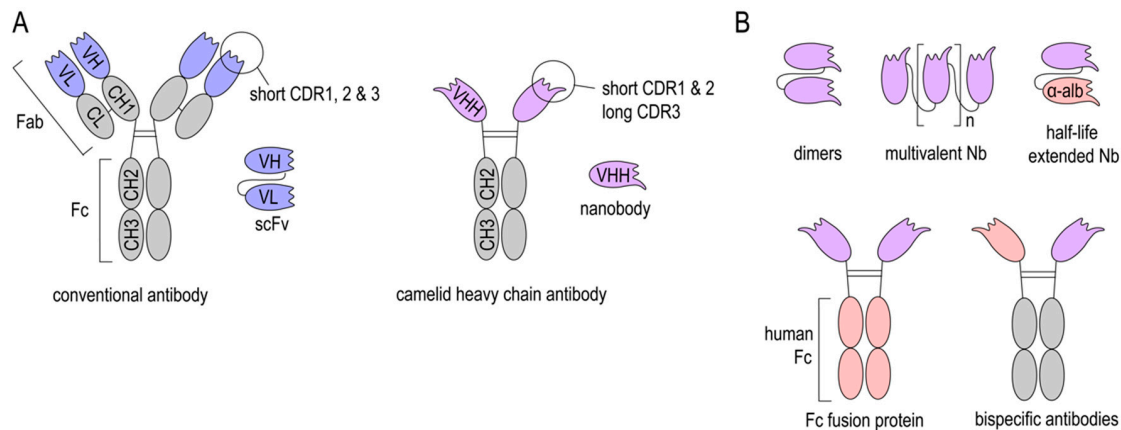 A
VL
VH
CL
CH1
Fab
short CDR1, 2 & 3
Fc
CH2
CH3
VH
VL
scFv
conventional antibody
VHH
short CDR1 & 2
long CDR3
CH2
CH3
VHH
nanobody
camelid heavy chain antibody
B
dimers
n
multivalent Nb
α-alb
half-life
extended Nb
human
Fc
Fc fusion protein
bispecific antibodies